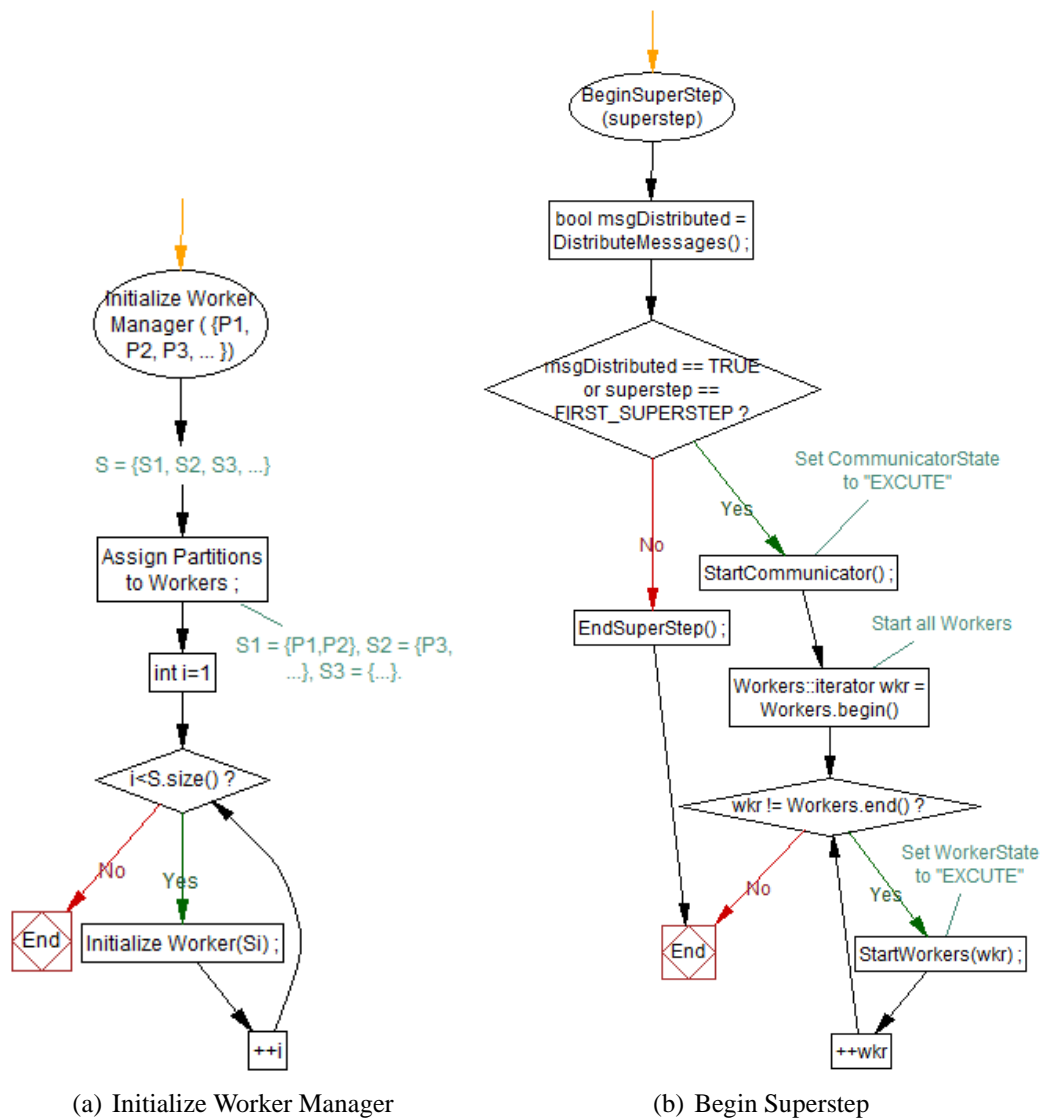 Initialize Worker
Manager ( {P1,
P2, P3, ... })
S = {S1, S2, S3, ...}
Assign Partitions
to Workers ;
S1 = {P1,P2}, S2 = {P3,
...}, S3 = {...}.
int i=1
i<S.size() ?
No
Yes
End
Initialize Worker(Si) ;
++i
(a) Initialize Worker Manager
BeginSuperStep
(superstep)
bool msgDistributed =
DistributeMessages() ;
msgDistributed == TRUE
or superstep ==
FIRST_SUPERSTEP ?
Set CommunicatorState
to "EXCUTE"
Yes
No
StartCommunicator() ;
EndSuperStep() ;
Start all Workers
Workers::iterator wkr =
Workers.begin()
wkr != Workers.end() ?
Set WorkerState
to "EXCUTE"
No
Yes
End
StartWorkers(wkr) ;
++wkr
(b) Begin Superstep